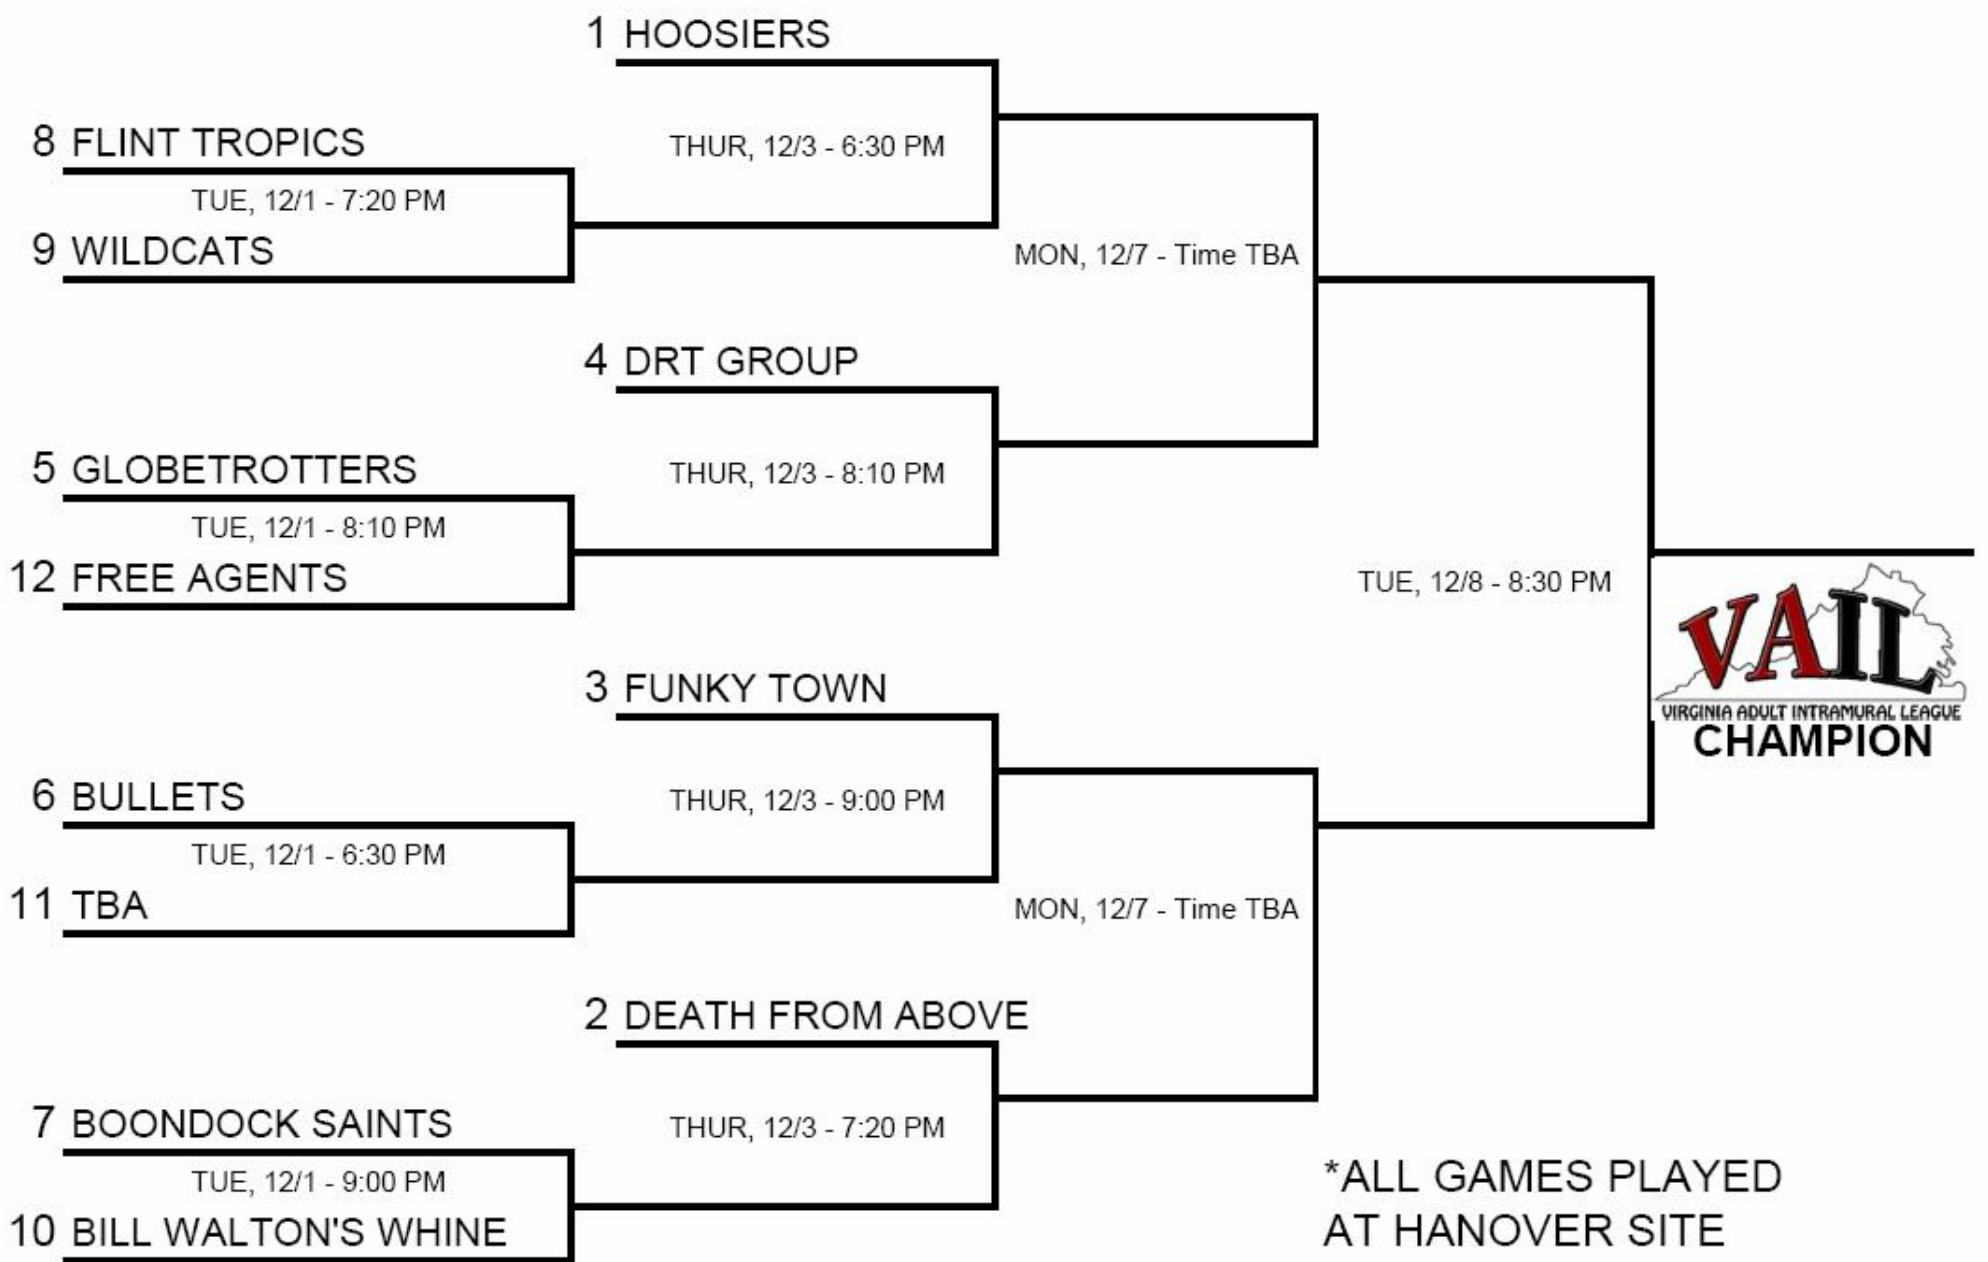 1 HOOSIERS
THUR, 12/3 - 6:30 PM
8 FLINT TROPICS
TUE, 12/1 - 7:20 PM
9 WILDCATS
MON, 12/7 - Time TBA
4 DRT GROUP
THUR, 12/3 - 8:10 PM
5 GLOBETROTTERS
TUE, 12/1 - 8:10 PM
12 FREE AGENTS
TUE, 12/8 - 8:30 PM
VAIL
VIRGINIA ADULT INTRAMURAL LEAGUE
CHAMPION
3 FUNKY TOWN
THUR, 12/3 - 9:00 PM
6 BULLETS
TUE, 12/1 - 6:30 PM
11 TBA
MON, 12/7 - Time TBA
2 DEATH FROM ABOVE
THUR, 12/3 - 7:20 PM
7 BOONDOCK SAINTS
TUE, 12/1 - 9:00 PM
10 BILL WALTON'S WHINE
*ALL GAMES PLAYED
AT HANOVER SITE